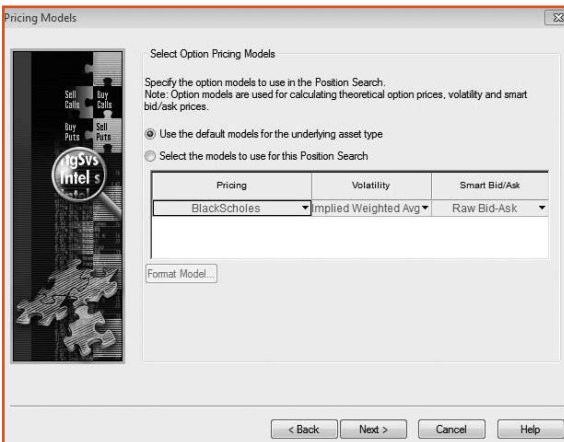 Pricing Models
Sell Calls
Buy Calls
Buy Puts
Sell Puts
Intel
Select Option Pricing Models
Specify the option models to use in the Position Search.
Note: Option models are used for calculating theoretical option prices, volatility and smart
bid/ask prices.
Use the default models for the underlying asset type
Select the models to use for this Position Search
Pricing Volatility Smart Bid/Ask
BlackScholes Implied Weighted Avg Raw Bid-Ask
Format Model...
< Back Next > Cancel Help